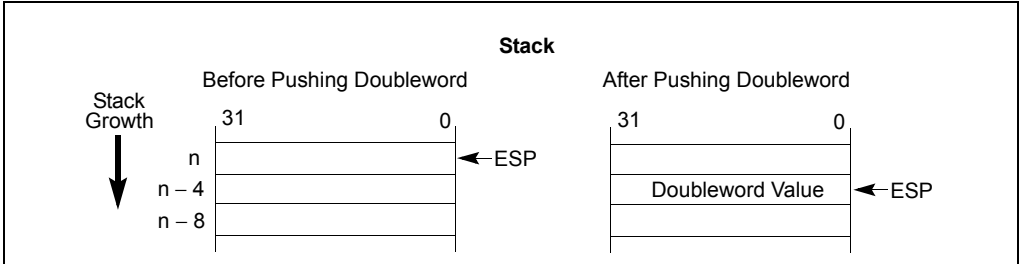 Stack
Before Pushing Doubleword
After Pushing Doubleword
Stack
Growth
31 0
31 0
n
ESP
n – 4
Doubleword Value
ESP
n – 8